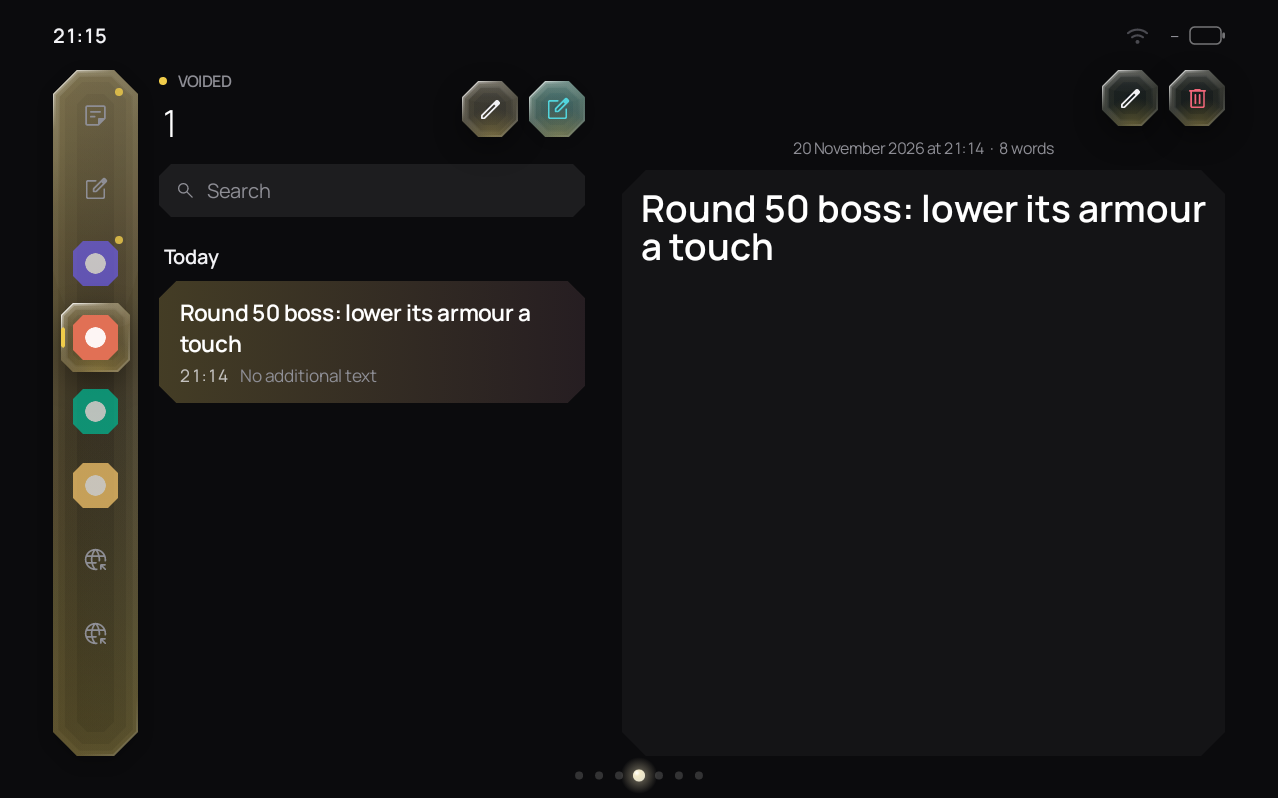 21:15
–
VOIDED
1
Search
Today
Round 50 boss: lower its armour a
touch
21:14 No additional text
20 November 2026 at 21:14 · 8 words
Round 50 boss: lower its armour
a touch